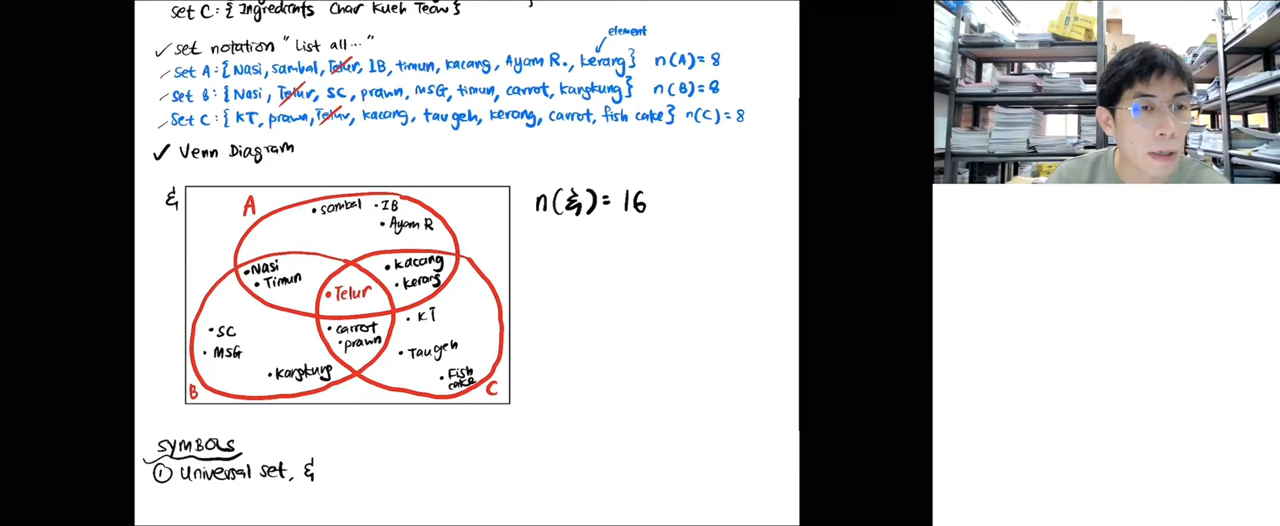 set C: { Ingredients Char Kueh Teow }
✓ set notation "List all..."
element
Set A: {Nasi, sambal, Telur, IB, timun, kacang, Ayam R., kerang} n(A)= 8
Set B: {Nasi, Telur, SC, prawn, MSG, timun, carrot, kangkung} n(B)=8
Set C: {KT, prawn, Telur, kacang, taugeh, kerang, carrot, fish cake} n(C)=8
✓ Venn Diagram
ξ
n(ξ)= 16
A
• sambal • IB
• Ayam R
• Nasi
• Timun
• kacang
• kerang
• Telur
• SC
• MSG
• kangkung
• carrot
• prawn
• KT
• Taugeh
• Fish cake
B
C
SYMBOLS
① Universal set, ξ